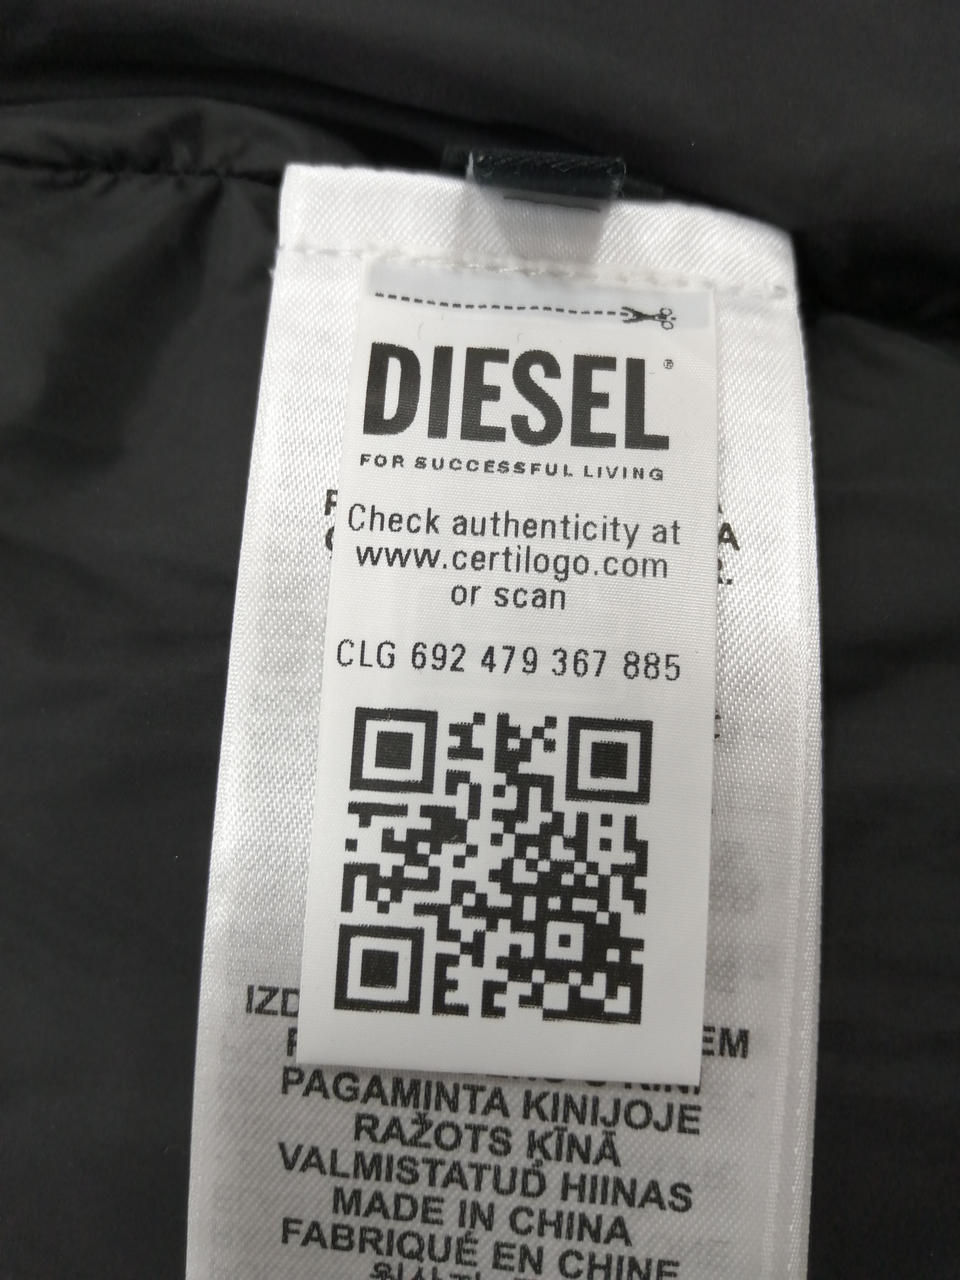 DIESEL®
FOR SUCCESSFUL LIVING
Check authenticity at
www.certilogo.com
or scan
CLG 692 479 367 885
PAGAMINTA KINIJOJE
RAŽOTS ĶĪNĀ
VALMISTATUD HIINAS
MADE IN CHINA
FABRIQUÉ EN CHINE